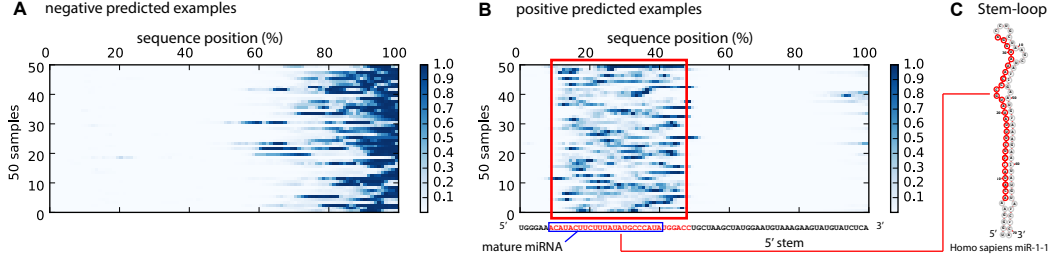 A negative predicted examples
sequence position (%)
0 20 40 60 80 100
50
40
30
20
10
0
50 samples
1.0
0.9
0.8
0.7
0.6
0.5
0.4
0.3
0.2
0.1
B positive predicted examples
sequence position (%)
0 20 40 60 80 100
50
40
30
20
10
0
50 samples
1.0
0.9
0.8
0.7
0.6
0.5
0.4
0.3
0.2
0.1
5' UGGGAAACAUACUUCUUUAUAUGCCCAUAUGGACCUGCUAAGCUAUGGAAUGUAAAGAAGUAUGUAUCUCA 3'
mature miRNA
5' stem
C Stem-loop
5' 3'
Homo sapiens miR-1-1